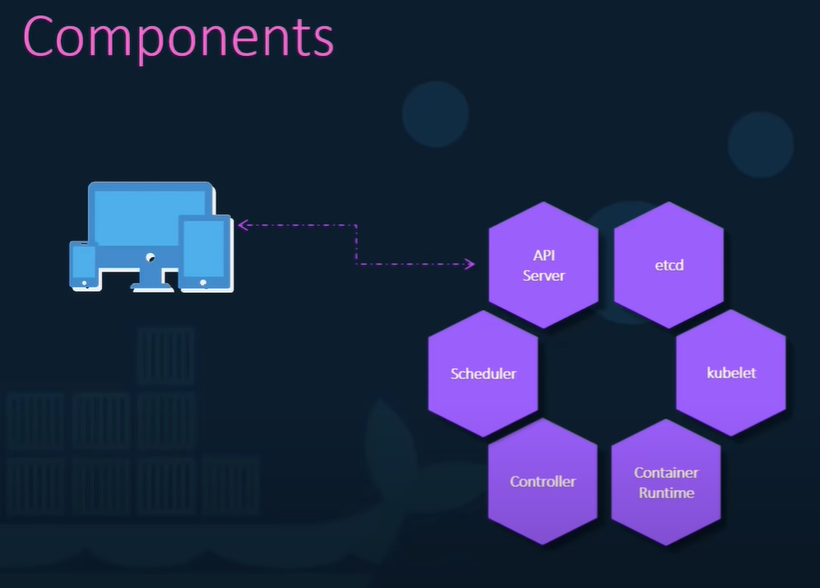 Components
API
Server
etcd
Scheduler
kubelet
Controller
Container
Runtime